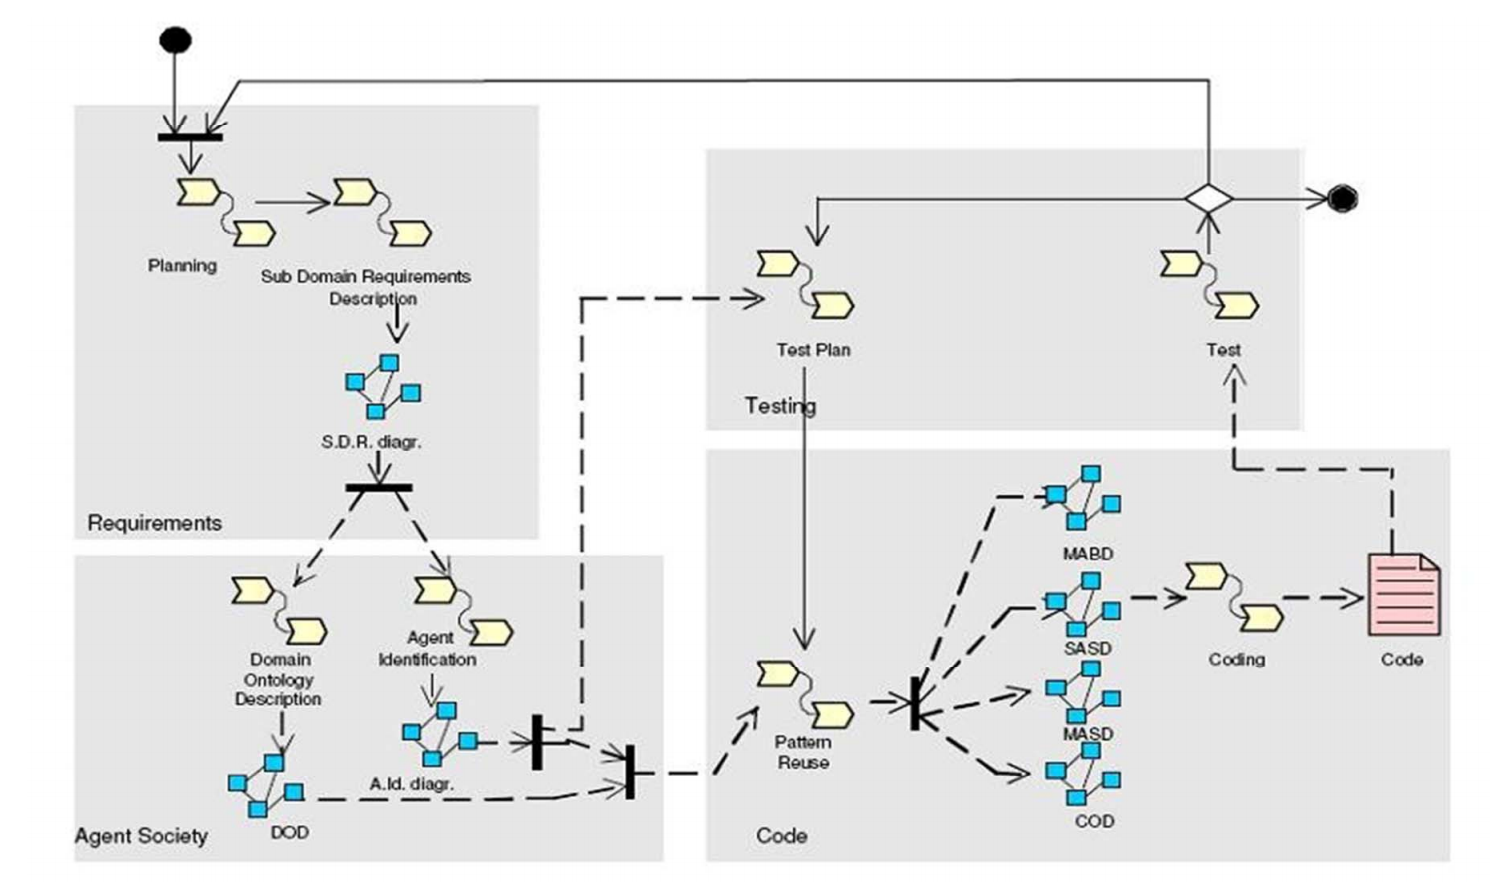 Planning
Sub Domain Requirements
Description
S.D.R. diagr.
Requirements
Test Plan
Test
Testing
Domain
Ontology
Description
Agent
Identification
A.Id. diagr.
DOD
Agent Society
Pattern
Reuse
MABD
SASD
MASD
COD
Coding
Code
Code